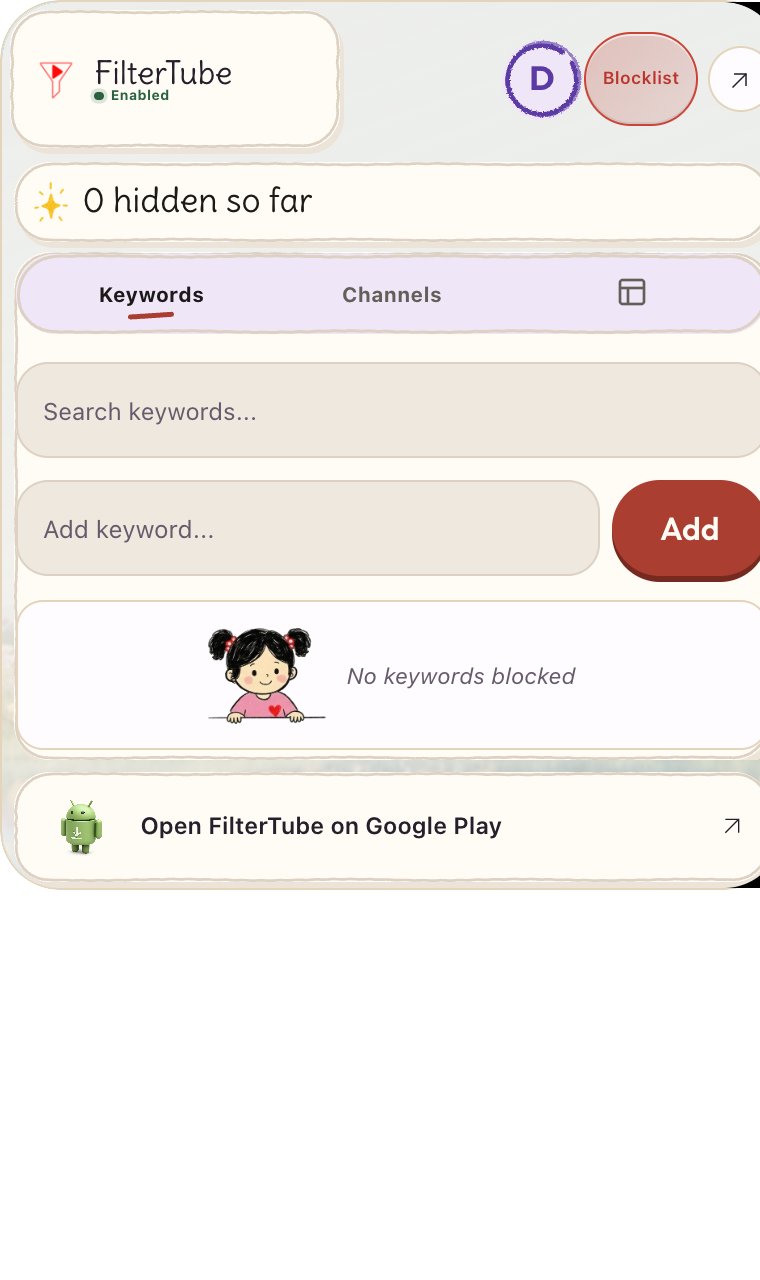 FilterTube
Enabled
D
Blocklist
0 hidden so far
Keywords
Channels
Search keywords...
Add keyword...
Add
No keywords blocked
Open FilterTube on Google Play